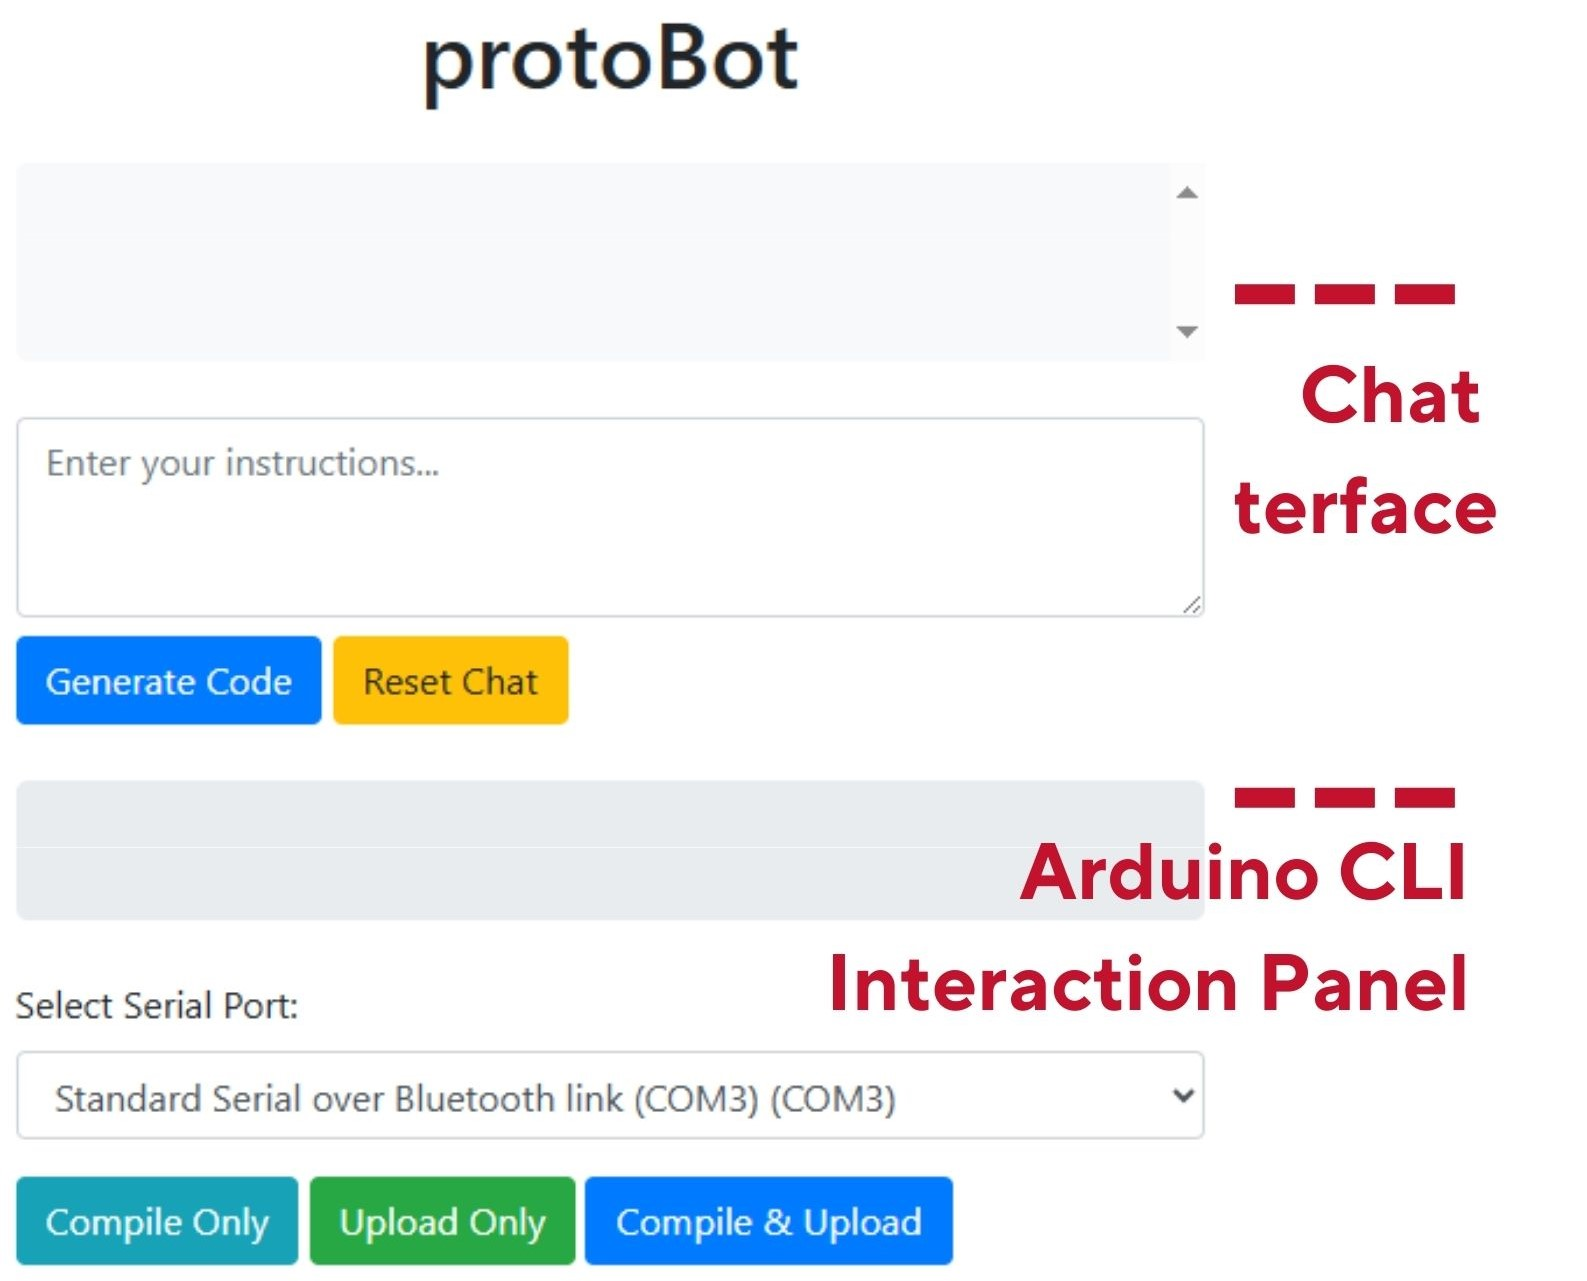 protoBot
Chat
terface
Enter your instructions...
Generate Code
Reset Chat
Arduino CLI
Interaction Panel
Select Serial Port:
Standard Serial over Bluetooth link (COM3) (COM3)
Compile Only
Upload Only
Compile & Upload